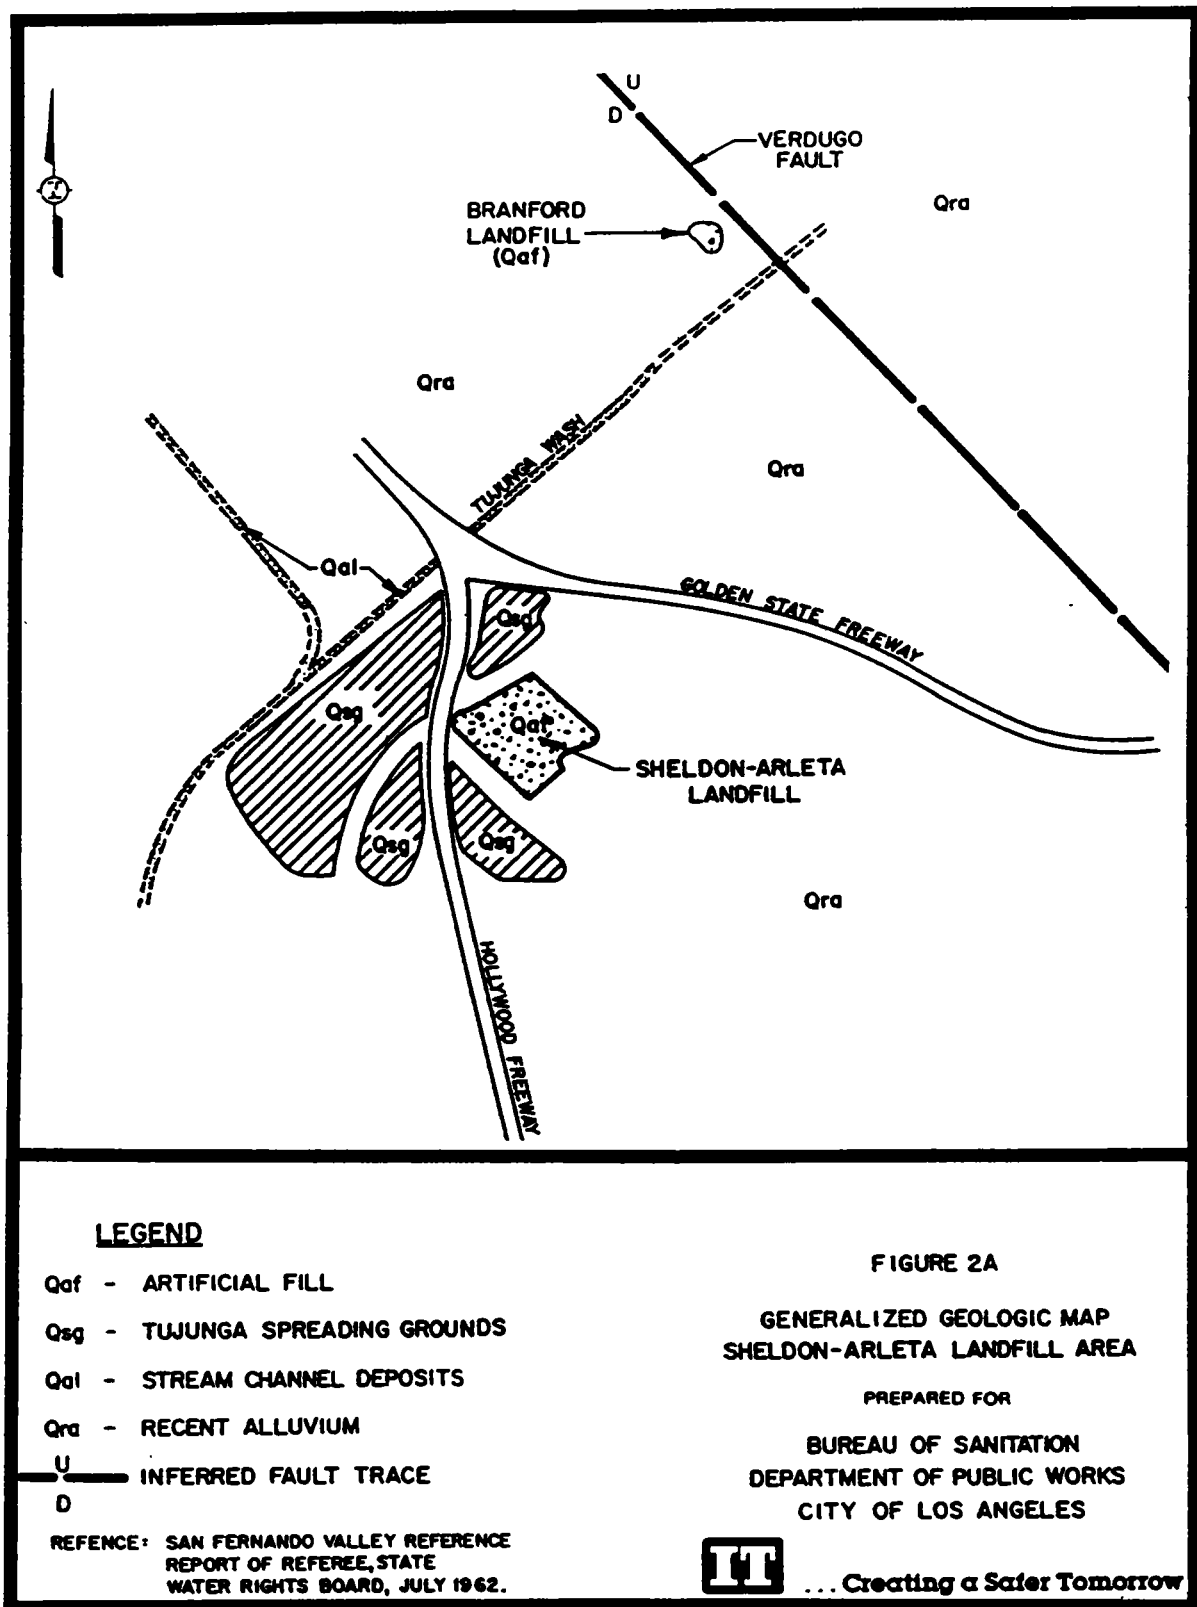 U
D
VERDUGO
FAULT
BRANFORD
LANDFILL
(Qaf)
Qra
Qra
TUJUNGA WASH
Qra
Qal
GOLDEN STATE FREEWAY
Qsg
Qsg
Qaf
SHELDON-ARLETA
LANDFILL
Qsg
Qsg
Qra
HOLLYWOOD FREEWAY
N
LEGEND
Qaf - ARTIFICIAL FILL
Qsg - TUJUNGA SPREADING GROUNDS
Qal - STREAM CHANNEL DEPOSITS
Qra - RECENT ALLUVIUM
U
D
INFERRED FAULT TRACE
REFENCE: SAN FERNANDO VALLEY REFERENCE
REPORT OF REFEREE, STATE
WATER RIGHTS BOARD, JULY 1962.
FIGURE 2A
GENERALIZED GEOLOGIC MAP
SHELDON-ARLETA LANDFILL AREA
PREPARED FOR
BUREAU OF SANITATION
DEPARTMENT OF PUBLIC WORKS
CITY OF LOS ANGELES
IT
... Creating a Safer Tomorrow